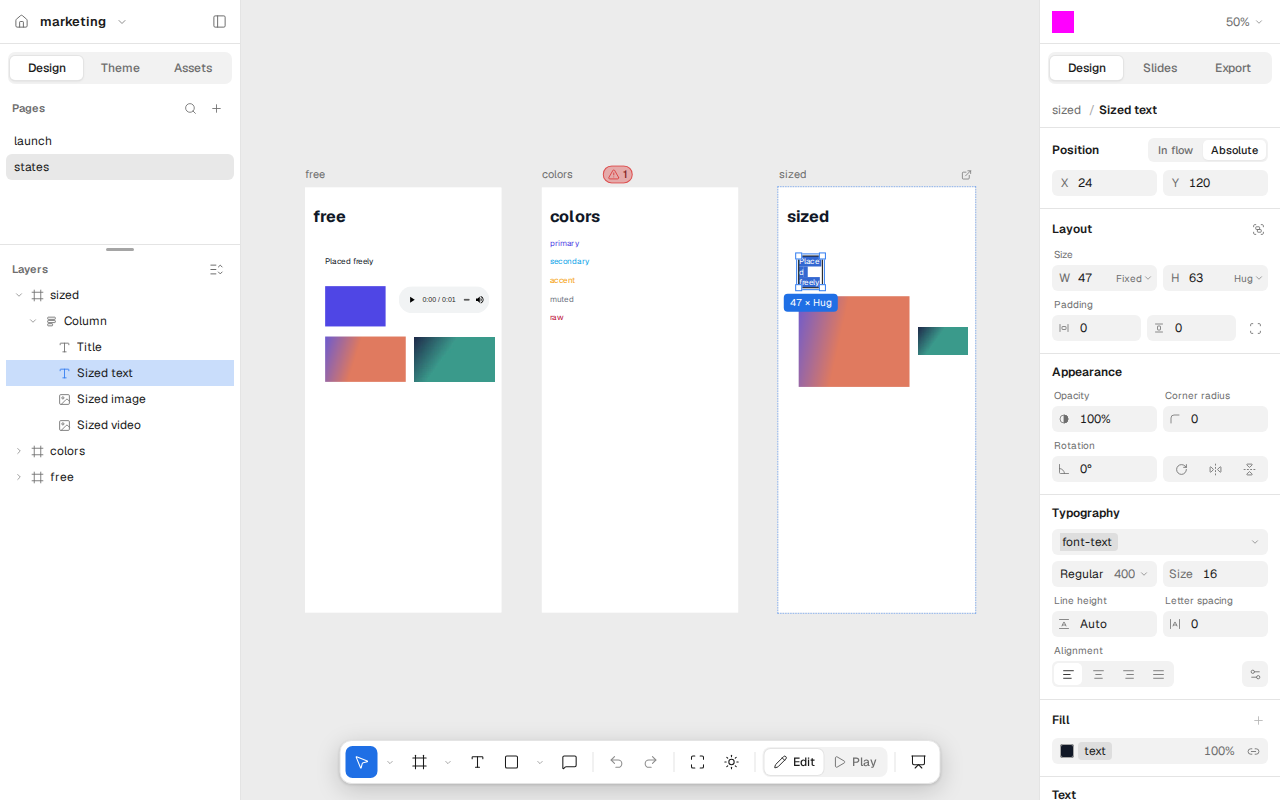 marketing
Design
Theme
Assets
Pages
launch
states
Layers
sized
Column
Title
Sized text
Sized image
Sized video
colors
free
free
free
Placed freely
0:00 / 0:01
colors
1
colors
primary
secondary
accent
muted
raw
sized
sized
Place
d
freely
47 × Hug
Edit
Play
50%
Design
Slides
Export
sized / Sized text
Position
In flow
Absolute
X 24
Y 120
Layout
Size
W 47 Fixed
H 63 Hug
Padding
0
0
Appearance
Opacity
Corner radius
100%
0
Rotation
0°
Typography
font-text
Regular 400
Size 16
Line height
Letter spacing
Auto
0
Alignment
Fill
text 100%
Text